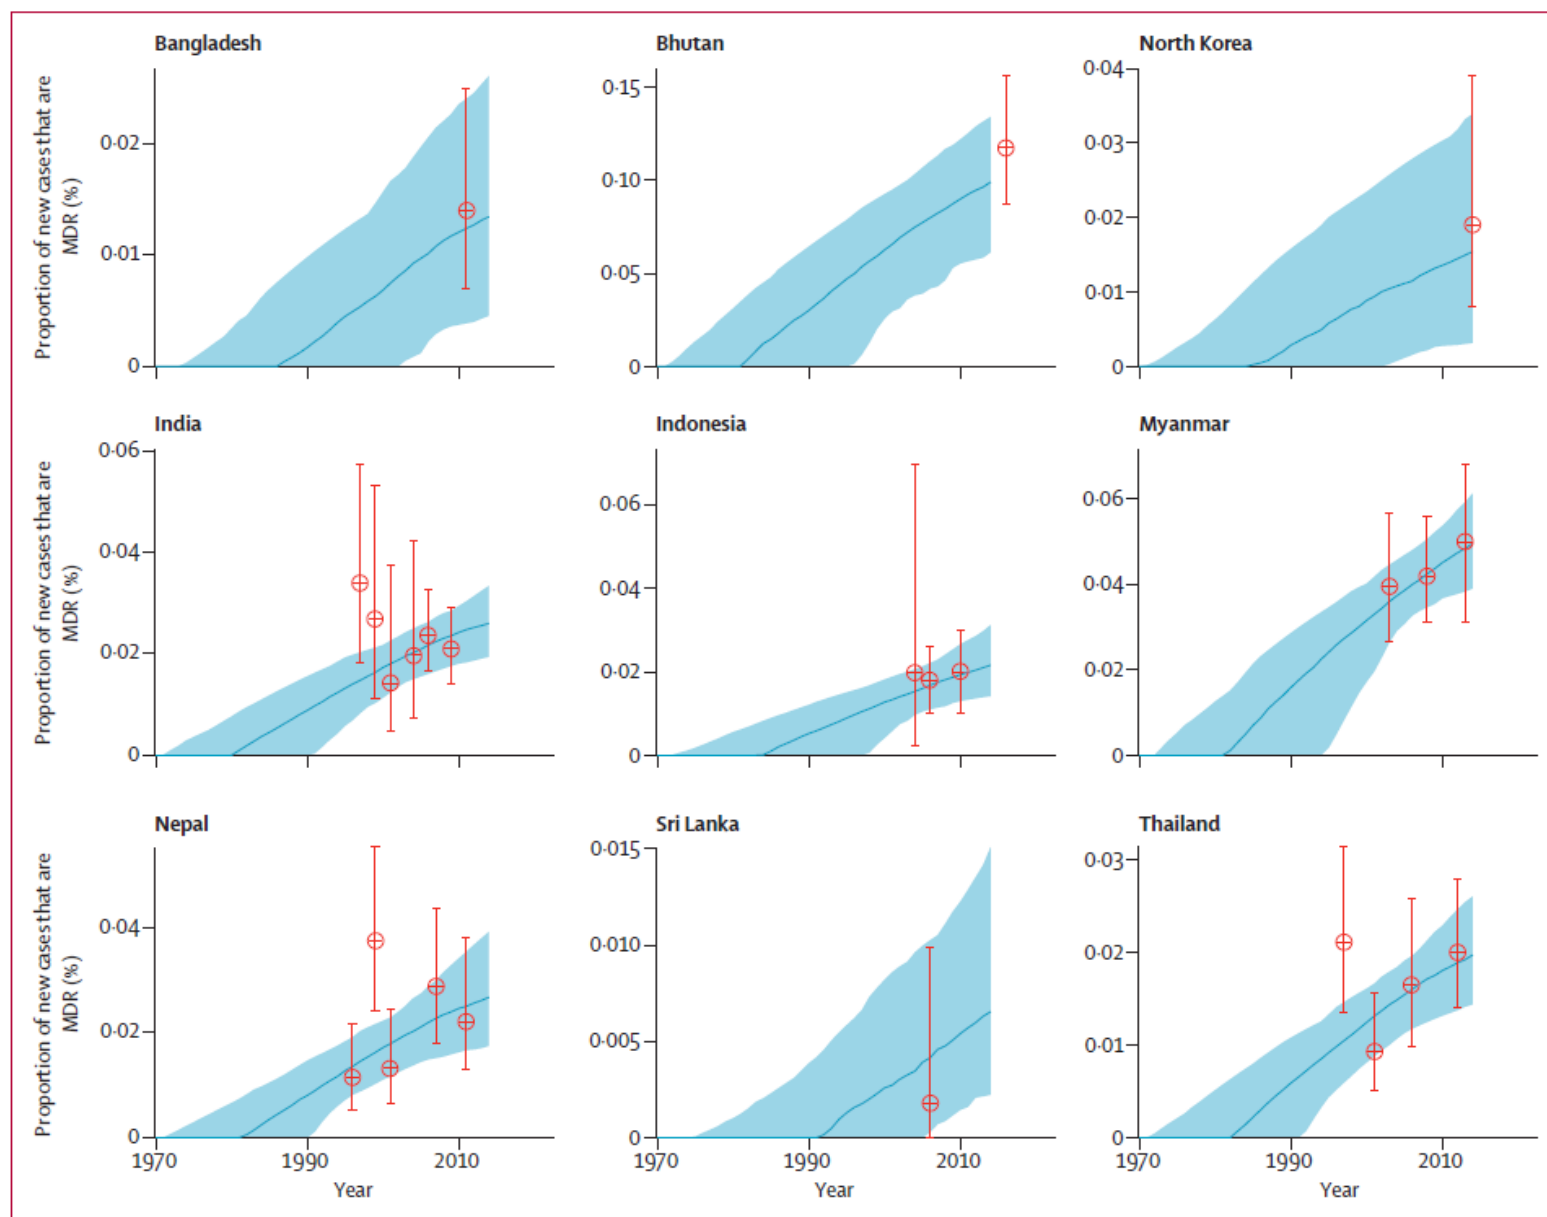 Bangladesh
Bhutan
North Korea
Proportion of new cases that are
MDR (%)
0·02
0·01
0
0·15
0·10
0·05
0
0·04
0·03
0·02
0·01
0
India
Indonesia
Myanmar
Proportion of new cases that are
MDR (%)
0·06
0·04
0·02
0
0·06
0·04
0·02
0
0·06
0·04
0·02
0
Nepal
Sri Lanka
Thailand
Proportion of new cases that are
MDR (%)
0·04
0·02
0
0·015
0·010
0·005
0
0·03
0·02
0·01
0
1970 1990 2010
Year
1970 1990 2010
Year
1970 1990 2010
Year